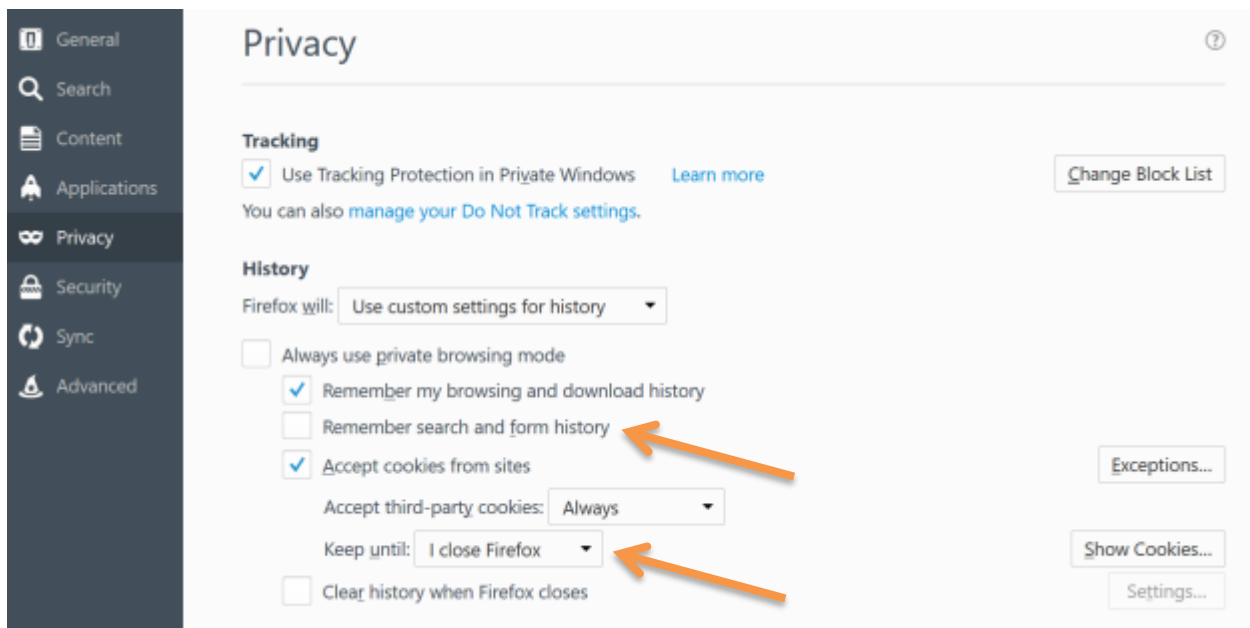 General
Search
Content
Applications
Privacy
Security
Sync
Advanced
Privacy
?
Tracking
Use Tracking Protection in Private Windows Learn more Change Block List
You can also manage your Do Not Track settings.
History
Firefox will: Use custom settings for history
Always use private browsing mode
Remember my browsing and download history
Remember search and form history
Accept cookies from sites Exceptions...
Accept third-party cookies: Always
Keep until: I close Firefox Show Cookies...
Clear history when Firefox closes Settings...